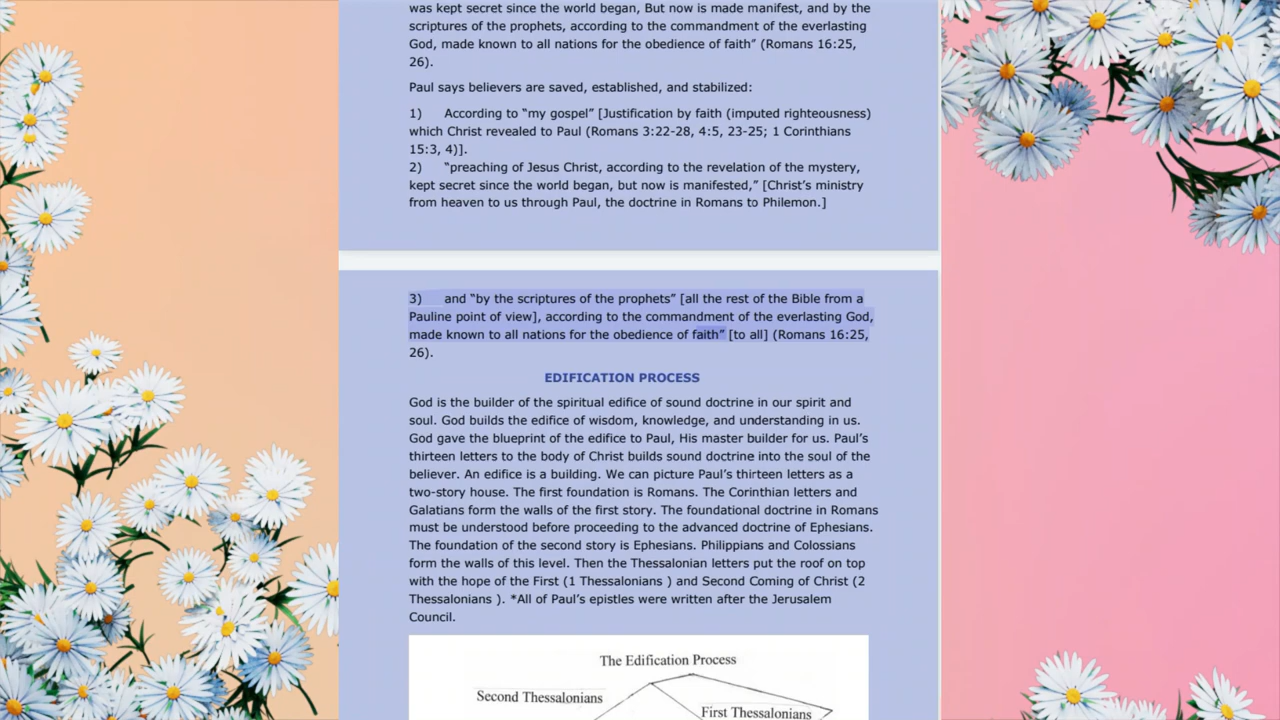 was kept secret since the world began, But now is made manifest, and by the
scriptures of the prophets, according to the commandment of the everlasting
God, made known to all nations for the obedience of faith” (Romans 16:25,
26).
Paul says believers are saved, established, and stabilized:
1) According to “my gospel” [Justification by faith (imputed righteousness)
which Christ revealed to Paul (Romans 3:22-28, 4:5, 23-25; 1 Corinthians
15:3, 4)].
2) “preaching of Jesus Christ, according to the revelation of the mystery,
kept secret since the world began, but now is manifested,” [Christ’s ministry
from heaven to us through Paul, the doctrine in Romans to Philemon.]
3) and “by the scriptures of the prophets” [all the rest of the Bible from a
Pauline point of view], according to the commandment of the everlasting God,
made known to all nations for the obedience of faith” [to all] (Romans 16:25,
26).
EDIFICATION PROCESS
God is the builder of the spiritual edifice of sound doctrine in our spirit and
soul. God builds the edifice of wisdom, knowledge, and understanding in us.
God gave the blueprint of the edifice to Paul, His master builder for us. Paul’s
thirteen letters to the body of Christ builds sound doctrine into the soul of the
believer. An edifice is a building. We can picture Paul’s thirteen letters as a
two-story house. The first foundation is Romans. The Corinthian letters and
Galatians form the walls of the first story. The foundational doctrine in Romans
must be understood before proceeding to the advanced doctrine of Ephesians.
The foundation of the second story is Ephesians. Philippians and Colossians
form the walls of this level. Then the Thessalonian letters put the roof on top
with the hope of the First (1 Thessalonians ) and Second Coming of Christ (2
Thessalonians ). *All of Paul’s epistles were written after the Jerusalem
Council.
The Edification Process
Second Thessalonians
First Thessalonians